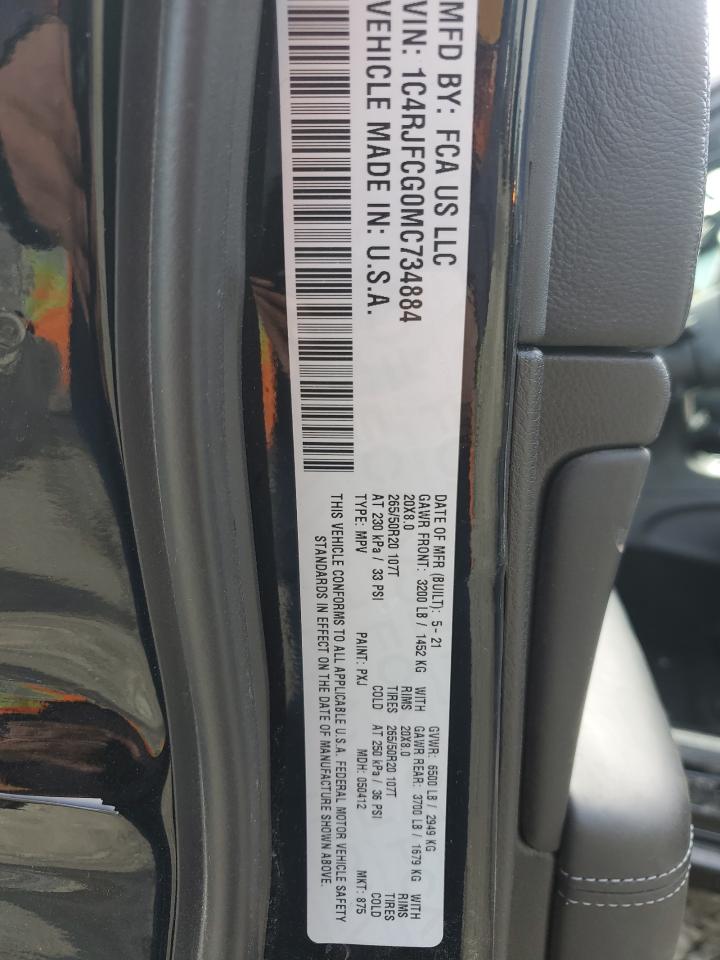 MFD BY: FCA US LLC
VIN: 1C4RJFCG0MC734884
VEHICLE MADE IN: U.S.A.
DATE OF MFR (BUILT): 5-21 GVWR: 6500 LB / 2949 KG
GAWR FRONT: 3200 LB / 1452 KG WITH GAWR REAR: 3700 LB / 1679 KG WITH
20X8.0 RIMS 20X8.0 RIMS
265/50R20 107T TIRES 265/50R20 107T TIRES
AT 230 kPa / 33 PSI COLD AT 250 kPa / 36 PSI COLD
TYPE: MPV PAINT: PXJ MDH: 050412 MKT: 875
THIS VEHICLE CONFORMS TO ALL APPLICABLE U.S.A. FEDERAL MOTOR VEHICLE SAFETY
STANDARDS IN EFFECT ON THE DATE OF MANUFACTURE SHOWN ABOVE.